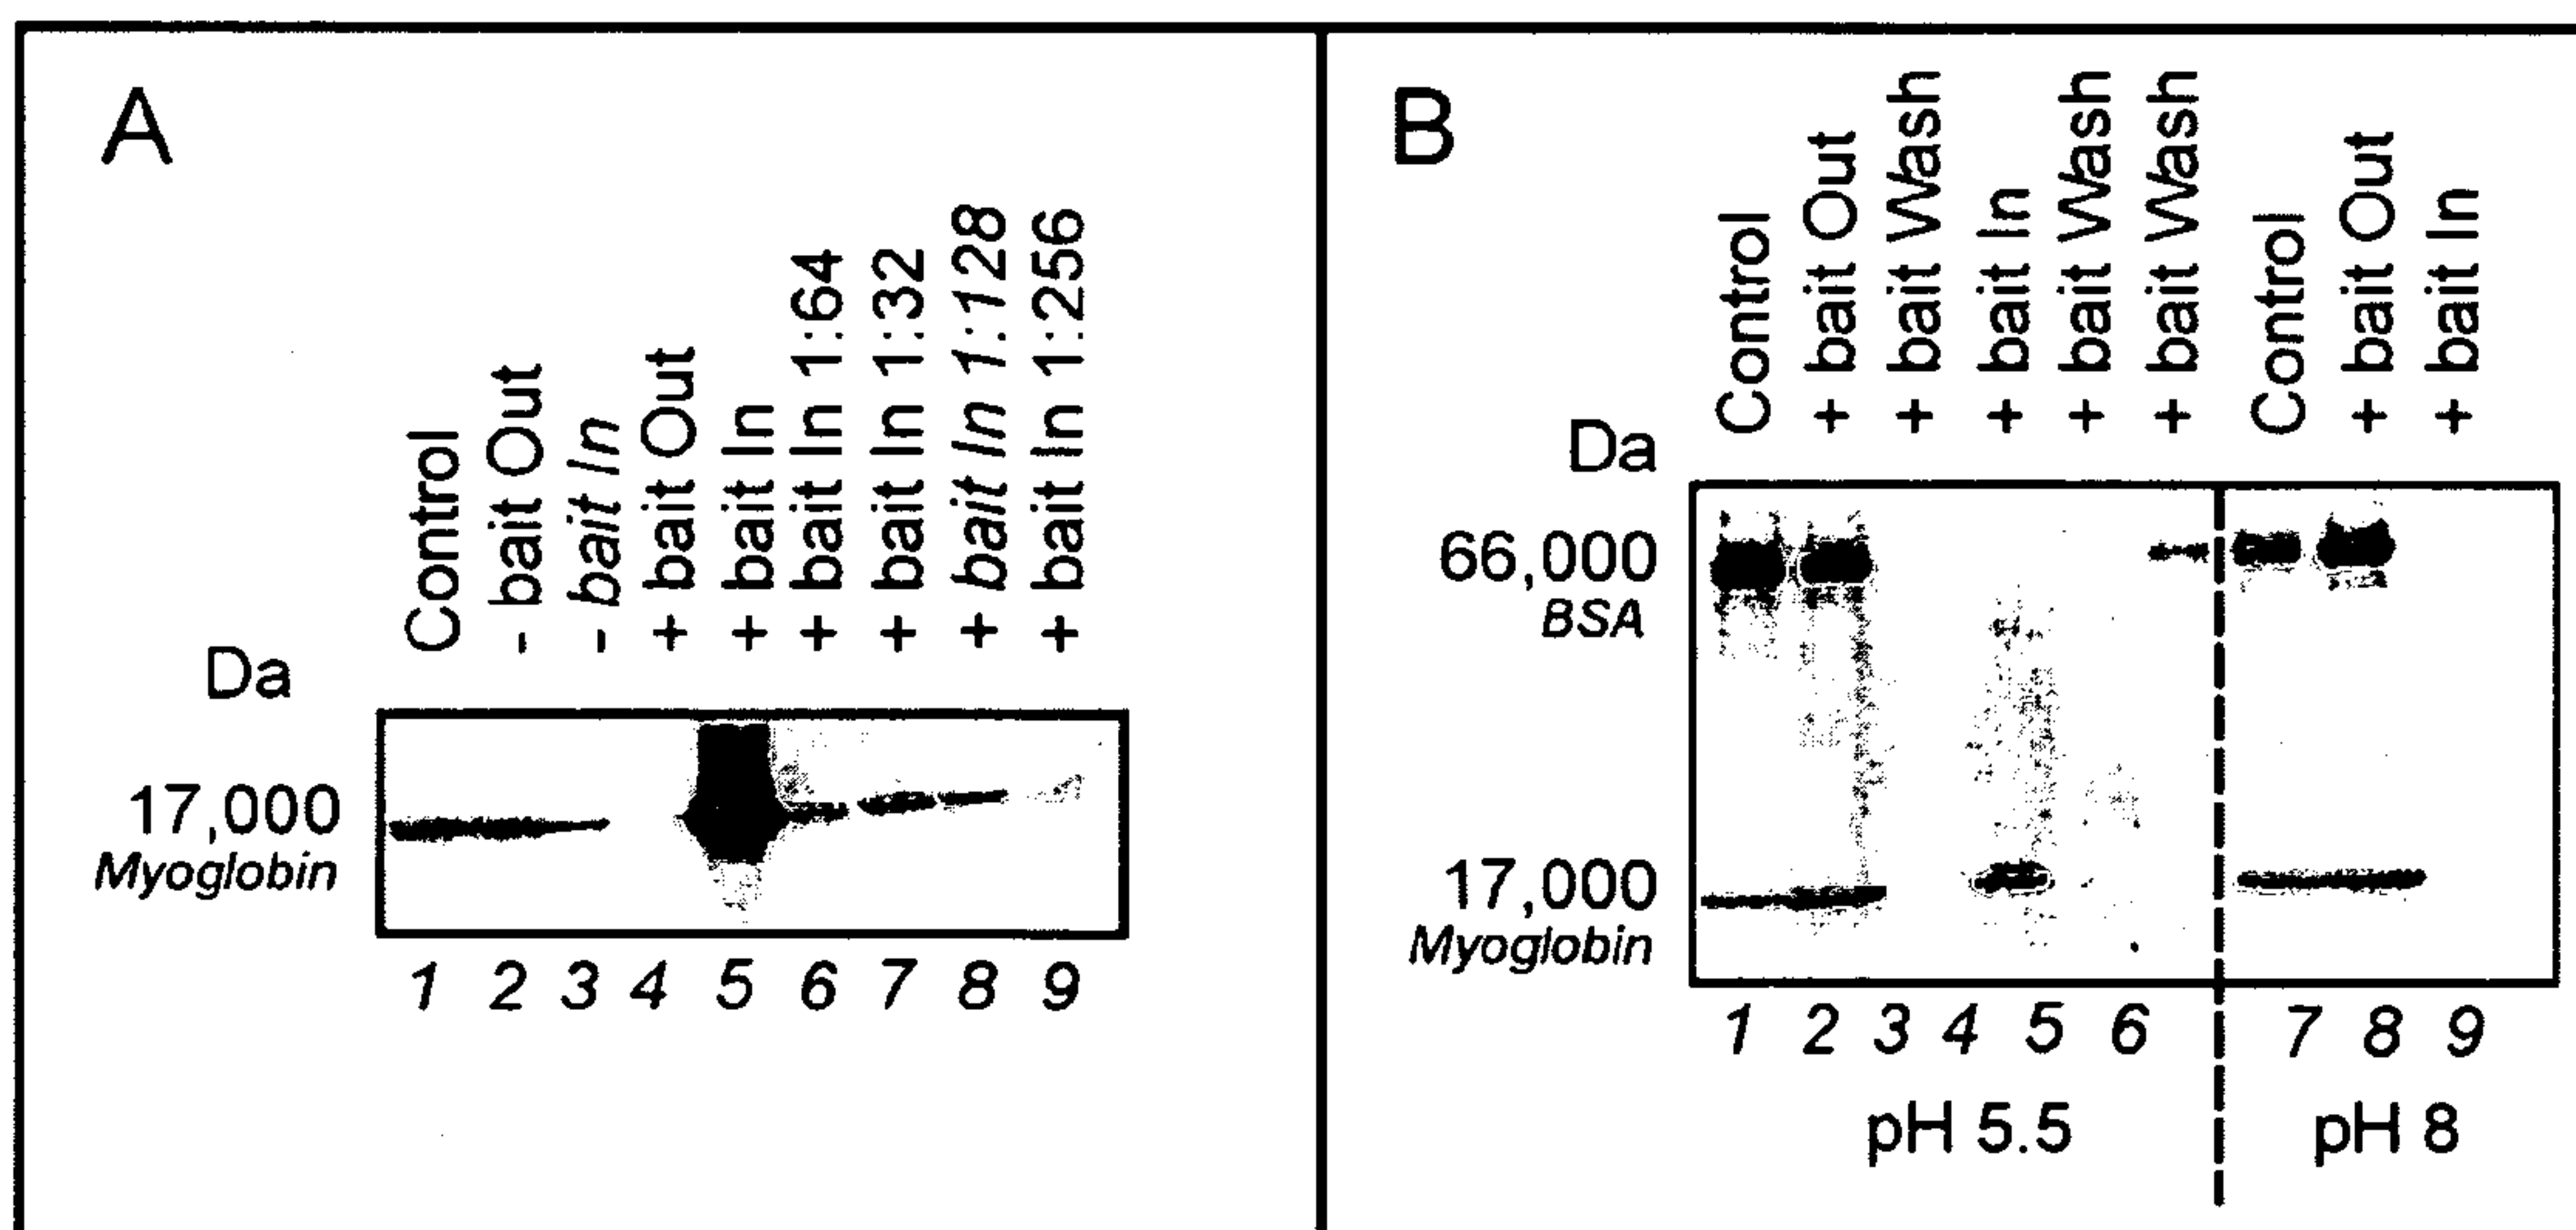 A
Control
- bait Out
- bait In
+ bait Out
+ bait In
+ bait In 1:64
+ bait In 1:32
+ bait In 1:128
+ bait In 1:256
Da
17,000
Myoglobin
1 2 3 4 5 6 7 8 9
B
Control
+ bait Out
+ bait Wash
+ bait In
+ bait Wash
+ bait Wash
Control
+ bait Out
+ bait In
Da
66,000
BSA
17,000
Myoglobin
1 2 3 4 5 6 7 8 9
pH 5.5 pH 8